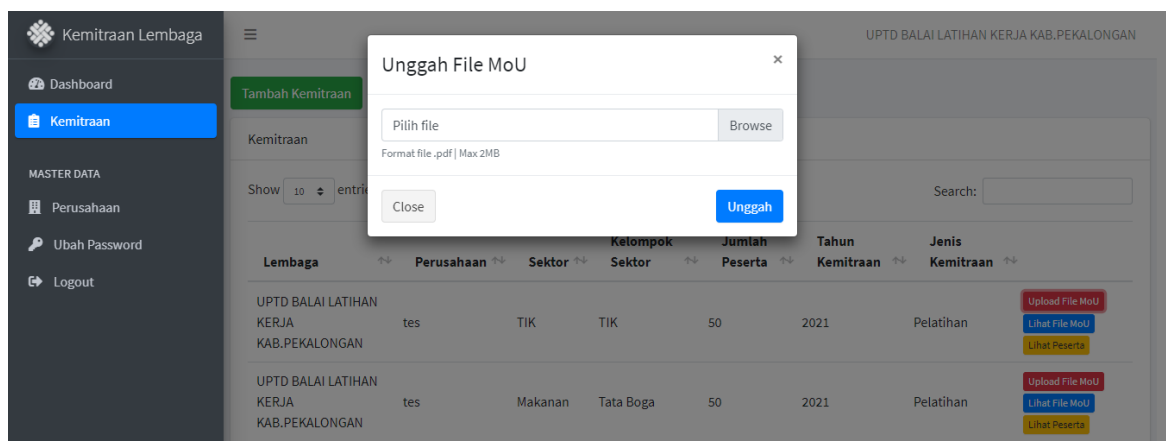 Kemitraan Lembaga
UPTD BALAI LATIHAN KERJA KAB.PEKALONGAN
Dashboard
Kemitraan
MASTER DATA
Perusahaan
Ubah Password
Logout
Unggah File MoU
×
Pilih file
Browse
Format file .pdf | Max 2MB
Close
Unggah
Tambah Kemitraan
Kemitraan
Show 10 entrie
Search:
Lembaga
Perusahaan
Sektor
Kelompok
Sektor
Jumlah
Peserta
Tahun
Kemitraan
Jenis
Kemitraan
UPTD BALAI LATIHAN
KERJA
KAB.PEKALONGAN
tes
TIK
TIK
50
2021
Pelatihan
Upload File MoU
Lihat File MoU
Lihat Peserta
UPTD BALAI LATIHAN
KERJA
KAB.PEKALONGAN
tes
Makanan
Tata Boga
50
2021
Pelatihan
Upload File MoU
Lihat File MoU
Lihat Peserta